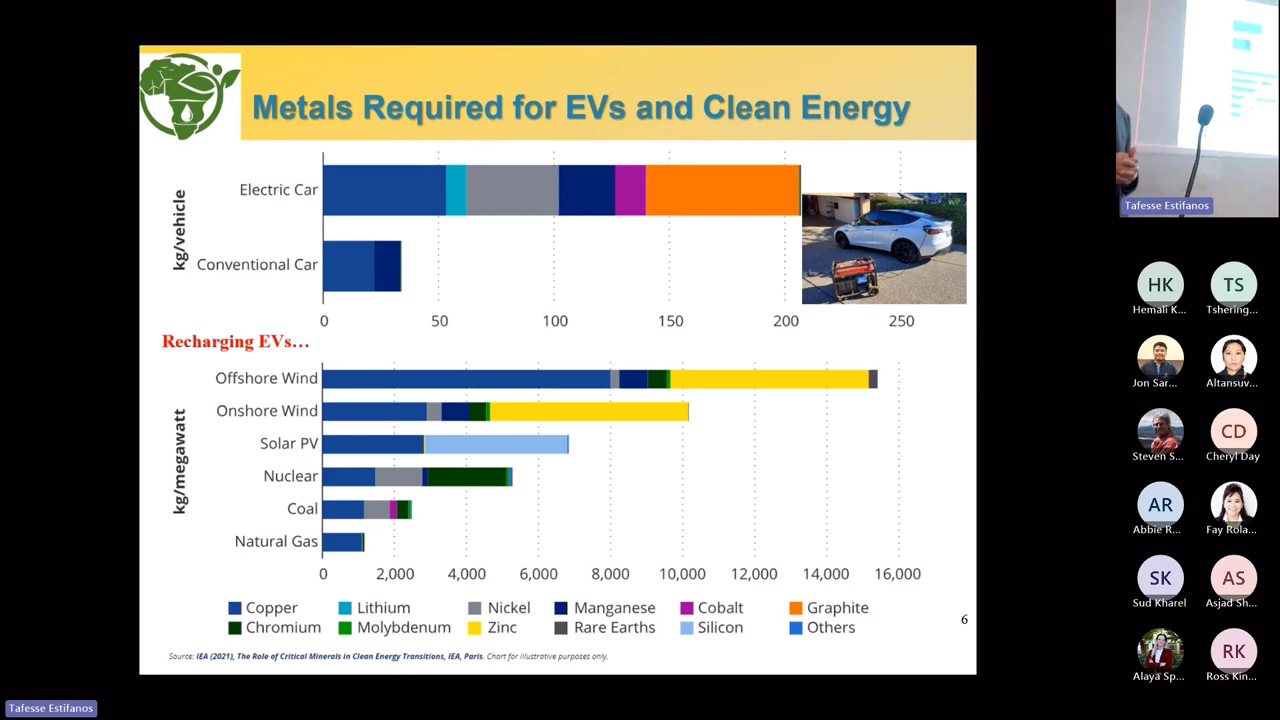 Metals Required for EVs and Clean Energy
kg/vehicle
Electric Car
Conventional Car
0 50 100 150 200 250
Recharging EVs...
kg/megawatt
Offshore Wind
Onshore Wind
Solar PV
Nuclear
Coal
Natural Gas
0 2,000 4,000 6,000 8,000 10,000 12,000 14,000 16,000
Copper Lithium Nickel Manganese Cobalt Graphite
Chromium Molybdenum Zinc Rare Earths Silicon Others
6
Source: IEA (2021), The Role of Critical Minerals in Clean Energy Transitions, IEA, Paris. Chart for illustrative purposes only.
Tafesse Estifanos
Tafesse Estifanos
HK TS
Hemali K... Tshering...
Jon Sar... Altansuv...
CD
Steven S... Cheryl Day
AR
Abbie R... Fay Rola...
SK AS
Sud Kharel Asjad Sh...
RK
Alaya Sp... Ross Kin...